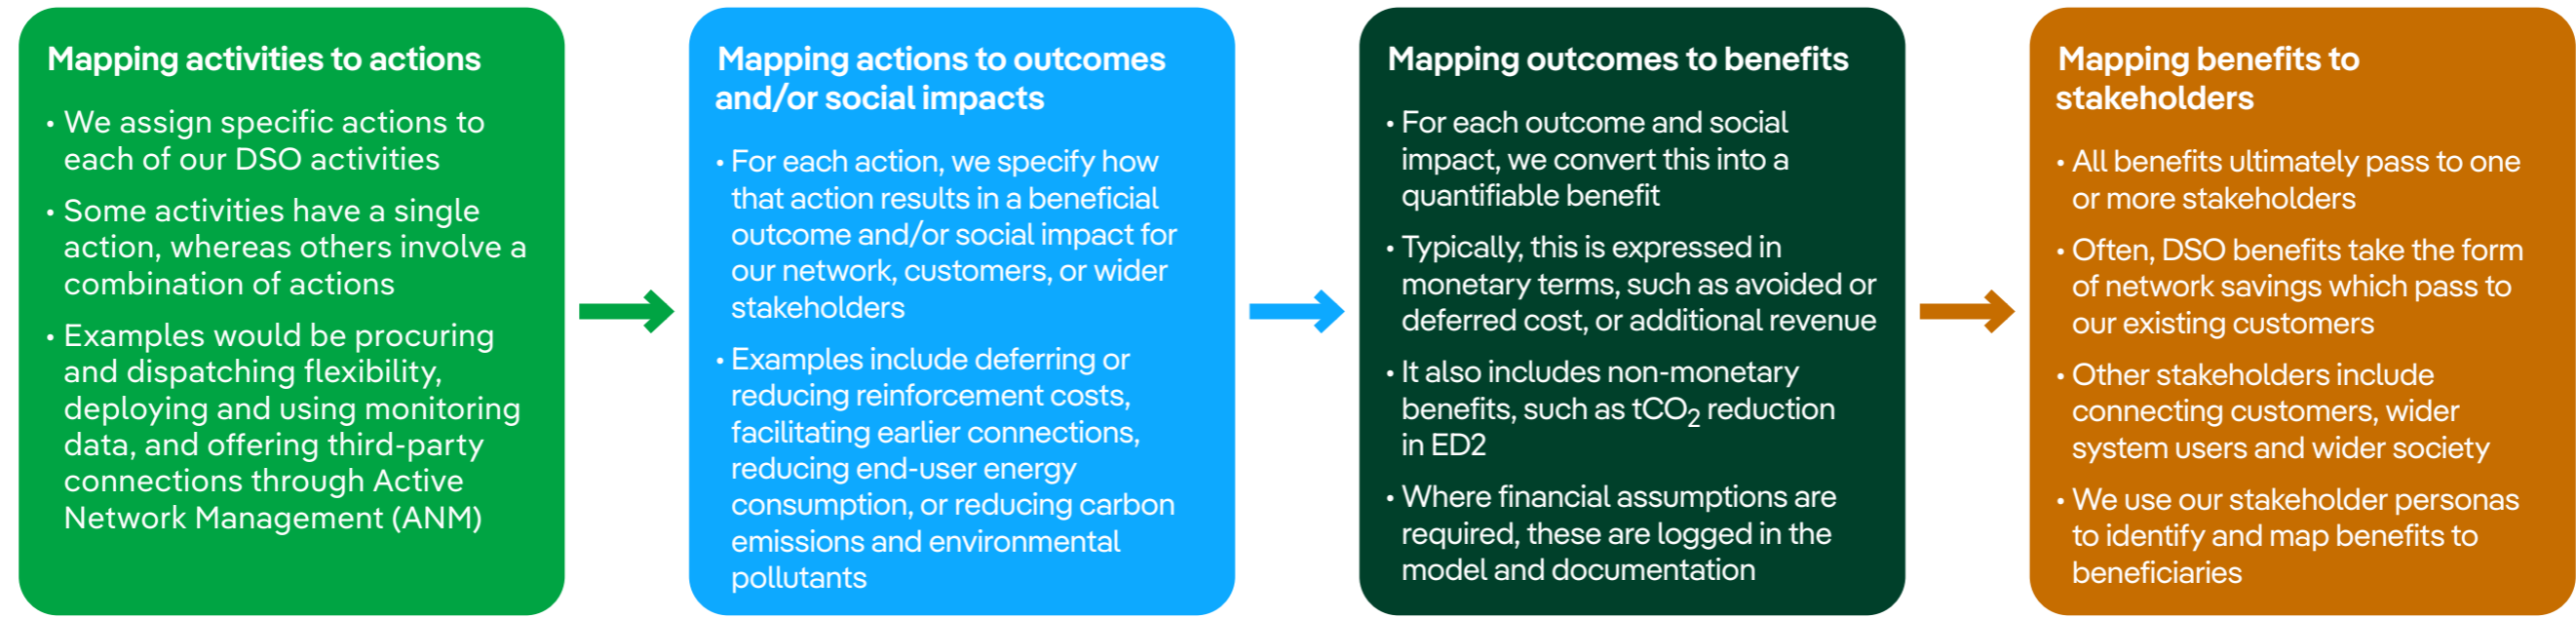 Mapping activities to actions
• We assign specific actions to
each of our DSO activities
• Some activities have a single
action, whereas others involve a
combination of actions
• Examples would be procuring
and dispatching flexibility,
deploying and using monitoring
data, and offering third-party
connections through Active
Network Management (ANM)
Mapping actions to outcomes
and/or social impacts
• For each action, we specify how
that action results in a beneficial
outcome and/or social impact for
our network, customers, or wider
stakeholders
• Examples include deferring or
reducing reinforcement costs,
facilitating earlier connections,
reducing end-user energy
consumption, or reducing carbon
emissions and environmental
pollutants
Mapping outcomes to benefits
• For each outcome and social
impact, we convert this into a
quantifiable benefit
• Typically, this is expressed in
monetary terms, such as avoided or
deferred cost, or additional revenue
• It also includes non-monetary
benefits, such as tCO₂ reduction
in ED2
• Where financial assumptions are
required, these are logged in the
model and documentation
Mapping benefits to
stakeholders
• All benefits ultimately pass to one
or more stakeholders
• Often, DSO benefits take the form
of network savings which pass to
our existing customers
• Other stakeholders include
connecting customers, wider
system users and wider society
• We use our stakeholder personas
to identify and map benefits to
beneficiaries